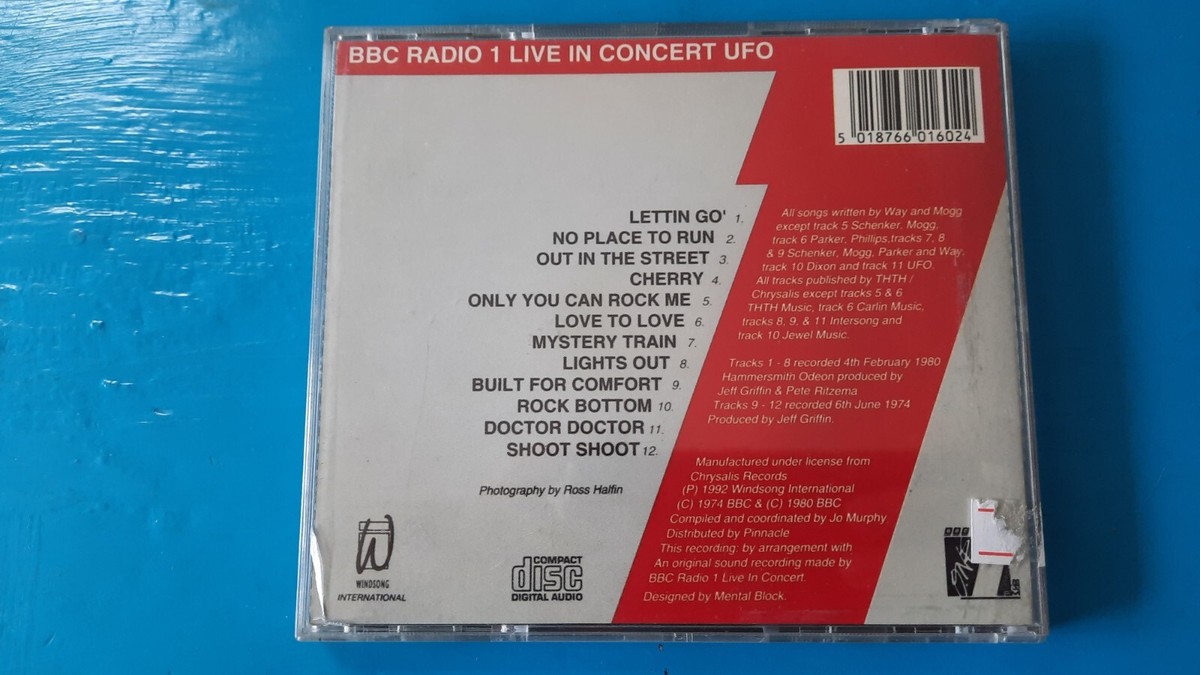 BBC RADIO 1 LIVE IN CONCERT UFO
5 018766 016024
LETTIN GO' 1.
NO PLACE TO RUN 2.
OUT IN THE STREET 3.
CHERRY 4.
ONLY YOU CAN ROCK ME 5.
LOVE TO LOVE 6.
MYSTERY TRAIN 7.
LIGHTS OUT 8.
BUILT FOR COMFORT 9.
ROCK BOTTOM 10.
DOCTOR DOCTOR 11.
SHOOT SHOOT 12.
Photography by Ross Halfin
All songs written by Way and Mogg
except track 5 Schenker, Mogg,
track 6 Parker, Phillips,tracks 7, 8
& 9 Schenker, Mogg, Parker and Way,
track 10 Dixon and track 11 UFO.
All tracks published by THTH /
Chrysalis except tracks 5 & 6
THTH Music, track 6 Carlin Music,
tracks 8, 9, & 11 Intersong and
track 10 Jewel Music.
Tracks 1 - 8 recorded 4th February 1980
Hammersmith Odeon produced by
Jeff Griffin & Pete Ritzema
Tracks 9 - 12 recorded 6th June 1974
Produced by Jeff Griffin.
Manufactured under license from
Chrysalis Records
(P) 1992 Windsong International
(C) 1974 BBC & (C) 1980 BBC
Compiled and coordinated by Jo Murphy
Distributed by Pinnacle
This recording: by arrangement with
An original sound recording made by
BBC Radio 1 Live In Concert.
Designed by Mental Block.
WINDSONG
INTERNATIONAL
COMPACT
disc
DIGITAL AUDIO